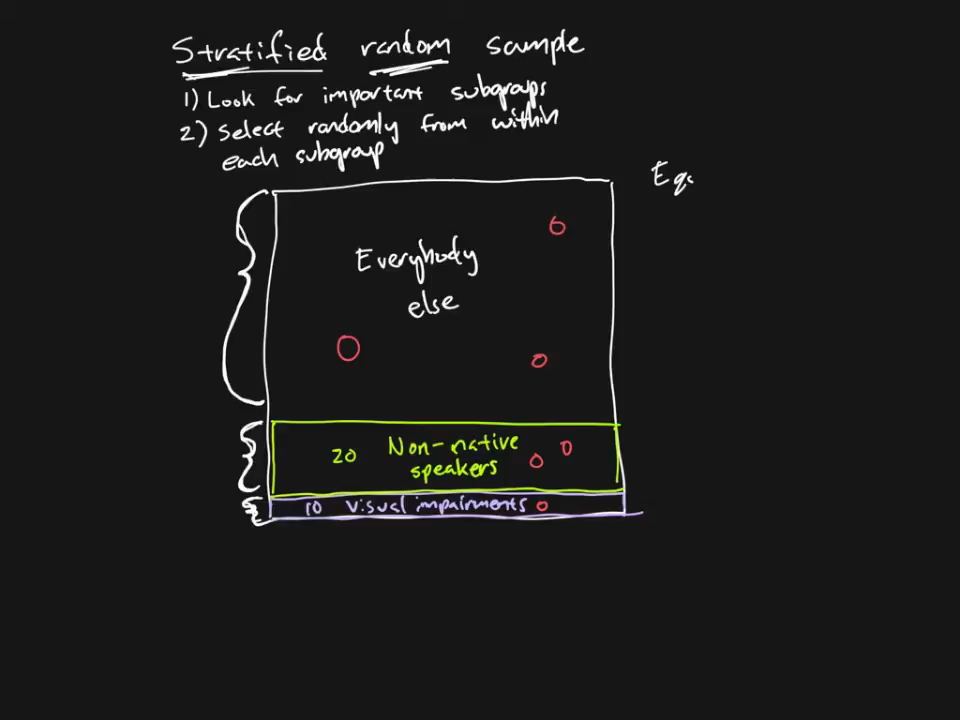 Stratified random sample
1) Look for important subgroups
2) Select randomly from within
each subgroup
Equ
Everybody
else
20 Non-native
speakers
10 Visual impairments